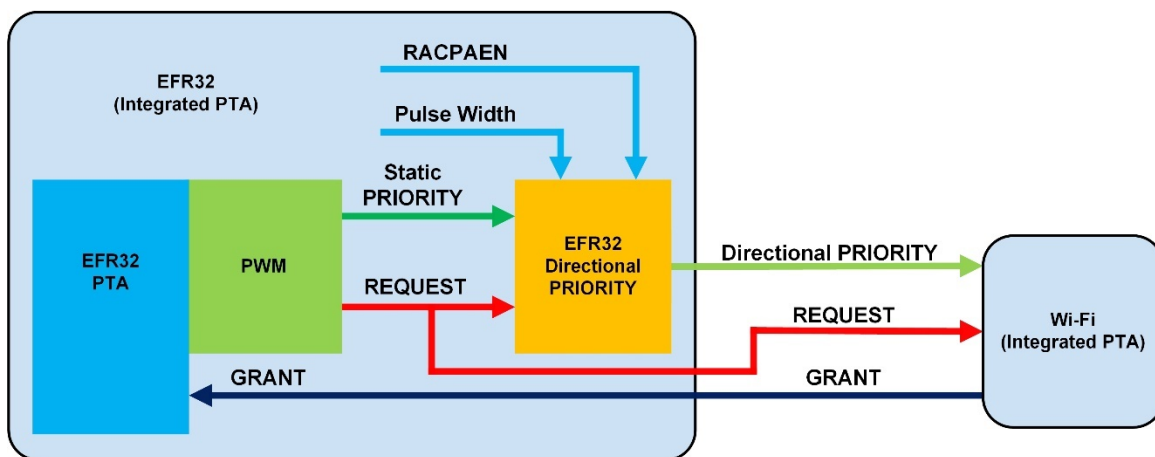 RACPAEN
EFR32
(Integrated PTA)
Pulse Width
Static
PRIORITY
EFR32
PTA
PWM
EFR32
Directional
PRIORITY
Directional PRIORITY
REQUEST
REQUEST
Wi-Fi
(Integrated PTA)
GRANT
GRANT